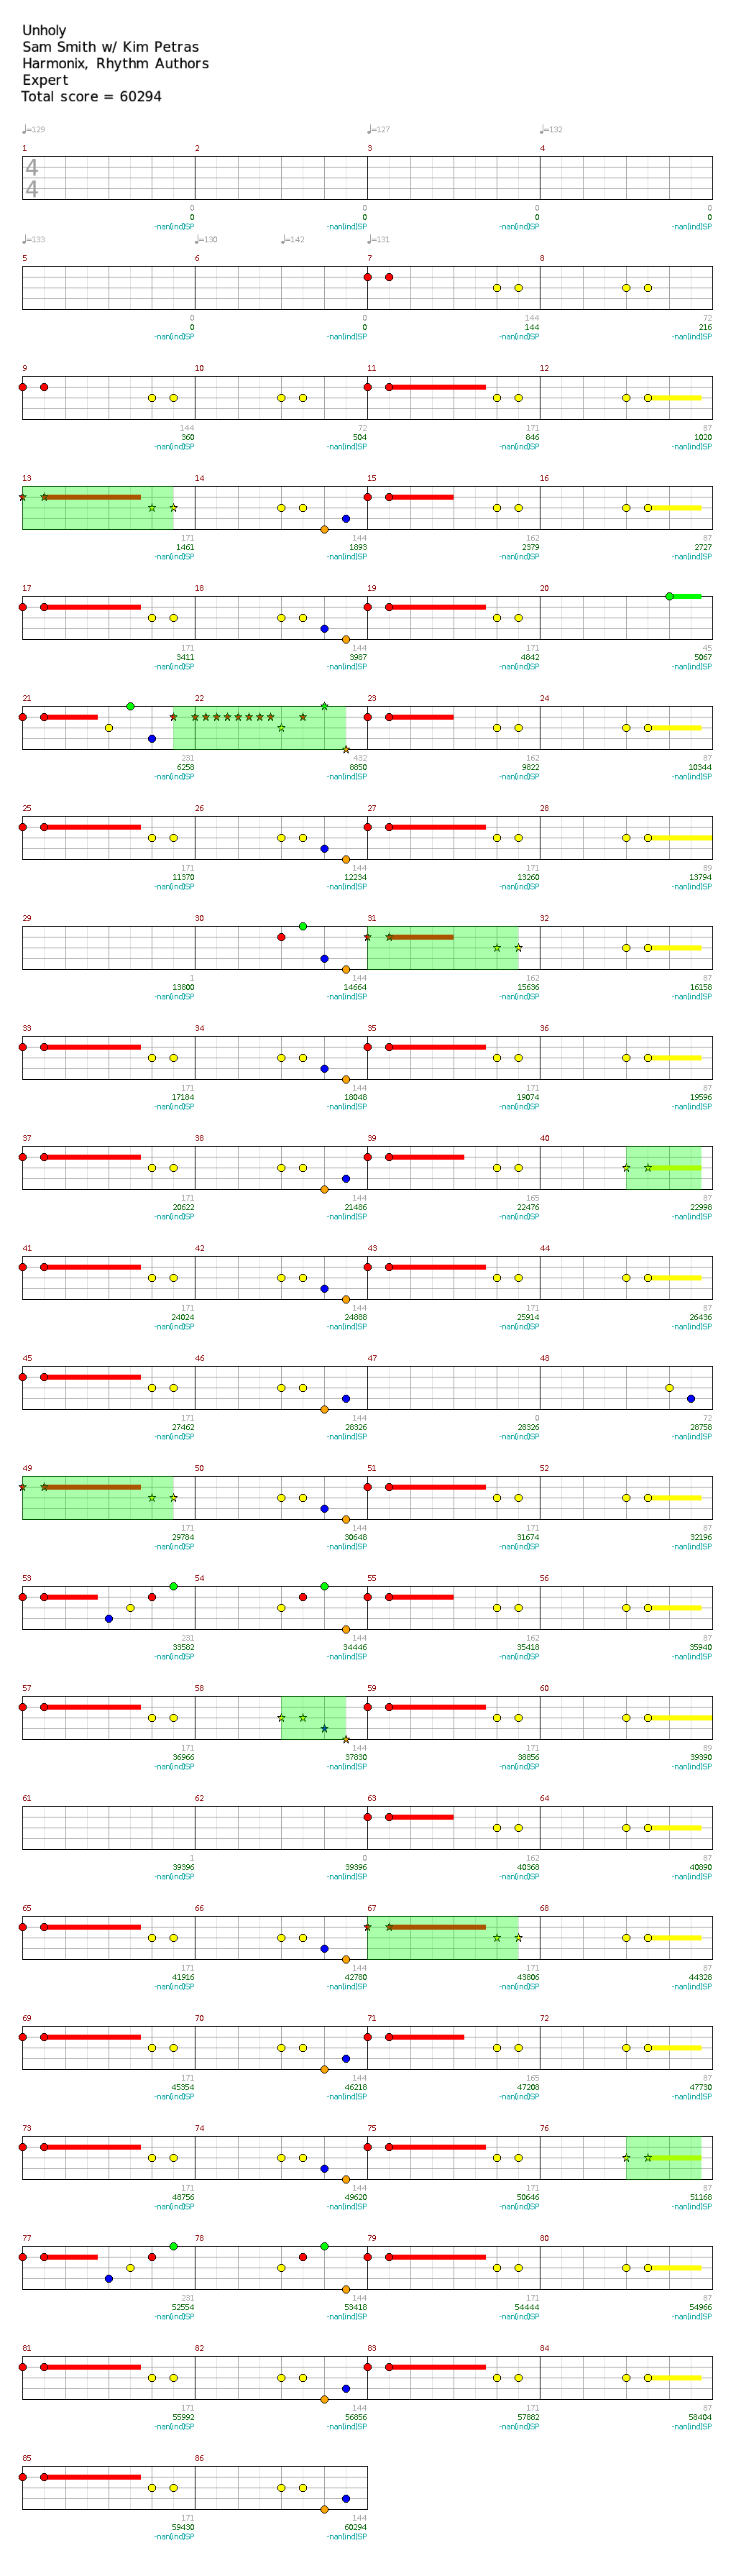 Unholy
Sam Smith w/ Kim Petras
Harmonix, Rhythm Authors
Expert
Total score = 60294
♩=129 ♩=127 ♩=132
1 2 3 4
4
4
0 0 0 0
0 0 0 0
-nan(ind)SP -nan(ind)SP -nan(ind)SP -nan(ind)SP
♩=133 ♩=130 ♩=142 ♩=131
5 6 7 8
0 0 144 72
0 0 144 216
-nan(ind)SP -nan(ind)SP -nan(ind)SP -nan(ind)SP
9 10 11 12
144 72 171 87
360 504 846 1020
-nan(ind)SP -nan(ind)SP -nan(ind)SP -nan(ind)SP
13 14 15 16
171 144 162 87
1461 1893 2379 2727
-nan(ind)SP -nan(ind)SP -nan(ind)SP -nan(ind)SP
17 18 19 20
171 144 171 45
3411 3987 4842 5067
-nan(ind)SP -nan(ind)SP -nan(ind)SP -nan(ind)SP
21 22 23 24
231 432 162 87
6258 8850 9822 10344
-nan(ind)SP -nan(ind)SP -nan(ind)SP -nan(ind)SP
25 26 27 28
171 144 171 89
11370 12234 13260 13794
-nan(ind)SP -nan(ind)SP -nan(ind)SP -nan(ind)SP
29 30 31 32
1 144 162 87
13800 14664 15636 16158
-nan(ind)SP -nan(ind)SP -nan(ind)SP -nan(ind)SP
33 34 35 36
171 144 171 87
17184 18048 19074 19596
-nan(ind)SP -nan(ind)SP -nan(ind)SP -nan(ind)SP
37 38 39 40
171 144 165 87
20622 21486 22476 22998
-nan(ind)SP -nan(ind)SP -nan(ind)SP -nan(ind)SP
41 42 43 44
171 144 171 87
24024 24888 25914 26436
-nan(ind)SP -nan(ind)SP -nan(ind)SP -nan(ind)SP
45 46 47 48
171 144 0 72
27462 28326 28326 28758
-nan(ind)SP -nan(ind)SP -nan(ind)SP -nan(ind)SP
49 50 51 52
171 144 171 87
29784 30648 31674 32196
-nan(ind)SP -nan(ind)SP -nan(ind)SP -nan(ind)SP
53 54 55 56
231 144 162 87
33582 34446 35418 35940
-nan(ind)SP -nan(ind)SP -nan(ind)SP -nan(ind)SP
57 58 59 60
171 144 171 89
36966 37830 38856 39390
-nan(ind)SP -nan(ind)SP -nan(ind)SP -nan(ind)SP
61 62 63 64
1 0 162 87
39396 39396 40368 40890
-nan(ind)SP -nan(ind)SP -nan(ind)SP -nan(ind)SP
65 66 67 68
171 144 171 87
41916 42780 43806 44328
-nan(ind)SP -nan(ind)SP -nan(ind)SP -nan(ind)SP
69 70 71 72
171 144 165 87
45354 46218 47208 47730
-nan(ind)SP -nan(ind)SP -nan(ind)SP -nan(ind)SP
73 74 75 76
171 144 171 87
48756 49620 50646 51168
-nan(ind)SP -nan(ind)SP -nan(ind)SP -nan(ind)SP
77 78 79 80
231 144 171 87
52554 53418 54444 54966
-nan(ind)SP -nan(ind)SP -nan(ind)SP -nan(ind)SP
81 82 83 84
171 144 171 87
55992 56856 57882 58404
-nan(ind)SP -nan(ind)SP -nan(ind)SP -nan(ind)SP
85 86
171 144
59430 60294
-nan(ind)SP -nan(ind)SP